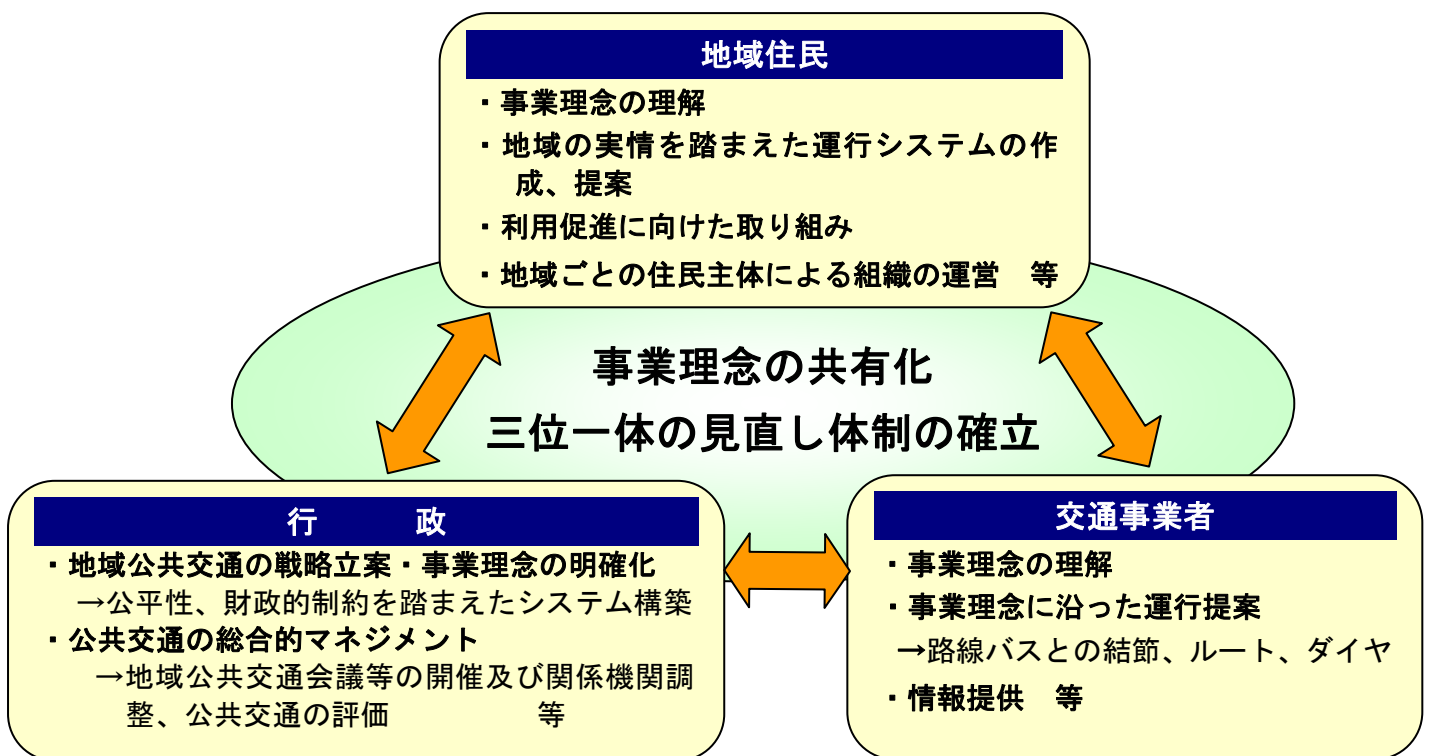 地域住民
・事業理念の理解
・地域の実情を踏まえた運行システムの作
成、提案
・利用促進に向けた取り組み
・地域ごとの住民主体による組織の運営　等
事業理念の共有化
三位一体の見直し体制の確立
行　　　政
・地域公共交通の戦略立案・事業理念の明確化
→公平性、財政的制約を踏まえたシステム構築
・公共交通の総合的マネジメント
→地域公共交通会議等の開催及び関係機関調
整、公共交通の評価　　　　　等
交通事業者
・事業理念の理解
・事業理念に沿った運行提案
→路線バスとの結節、ルート、ダイヤ
・情報提供　等